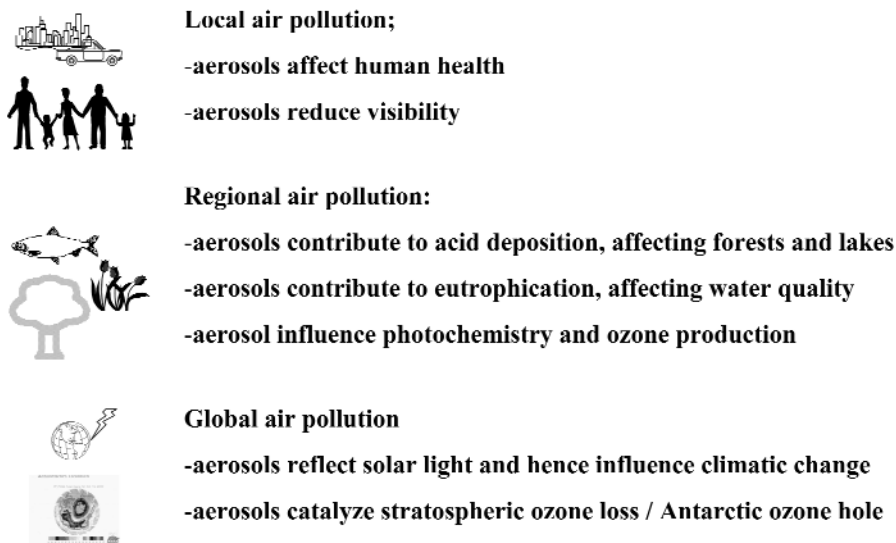 Local air pollution;
-aerosols affect human health
-aerosols reduce visibility
Regional air pollution:
-aerosols contribute to acid deposition, affecting forests and lakes
-aerosols contribute to eutrophication, affecting water quality
-aerosol influence photochemistry and ozone production
Global air pollution
-aerosols reflect solar light and hence influence climatic change
-aerosols catalyze stratospheric ozone loss / Antarctic ozone hole